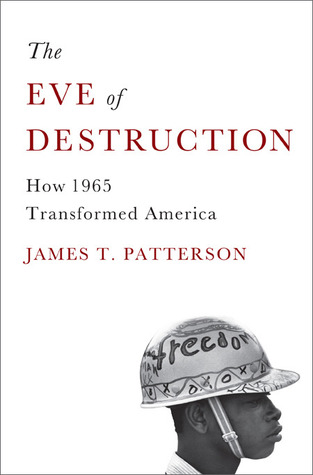 The
EVE of
DESTRUCTION
How 1965
Transformed America
JAMES T. PATTERSON
freedom